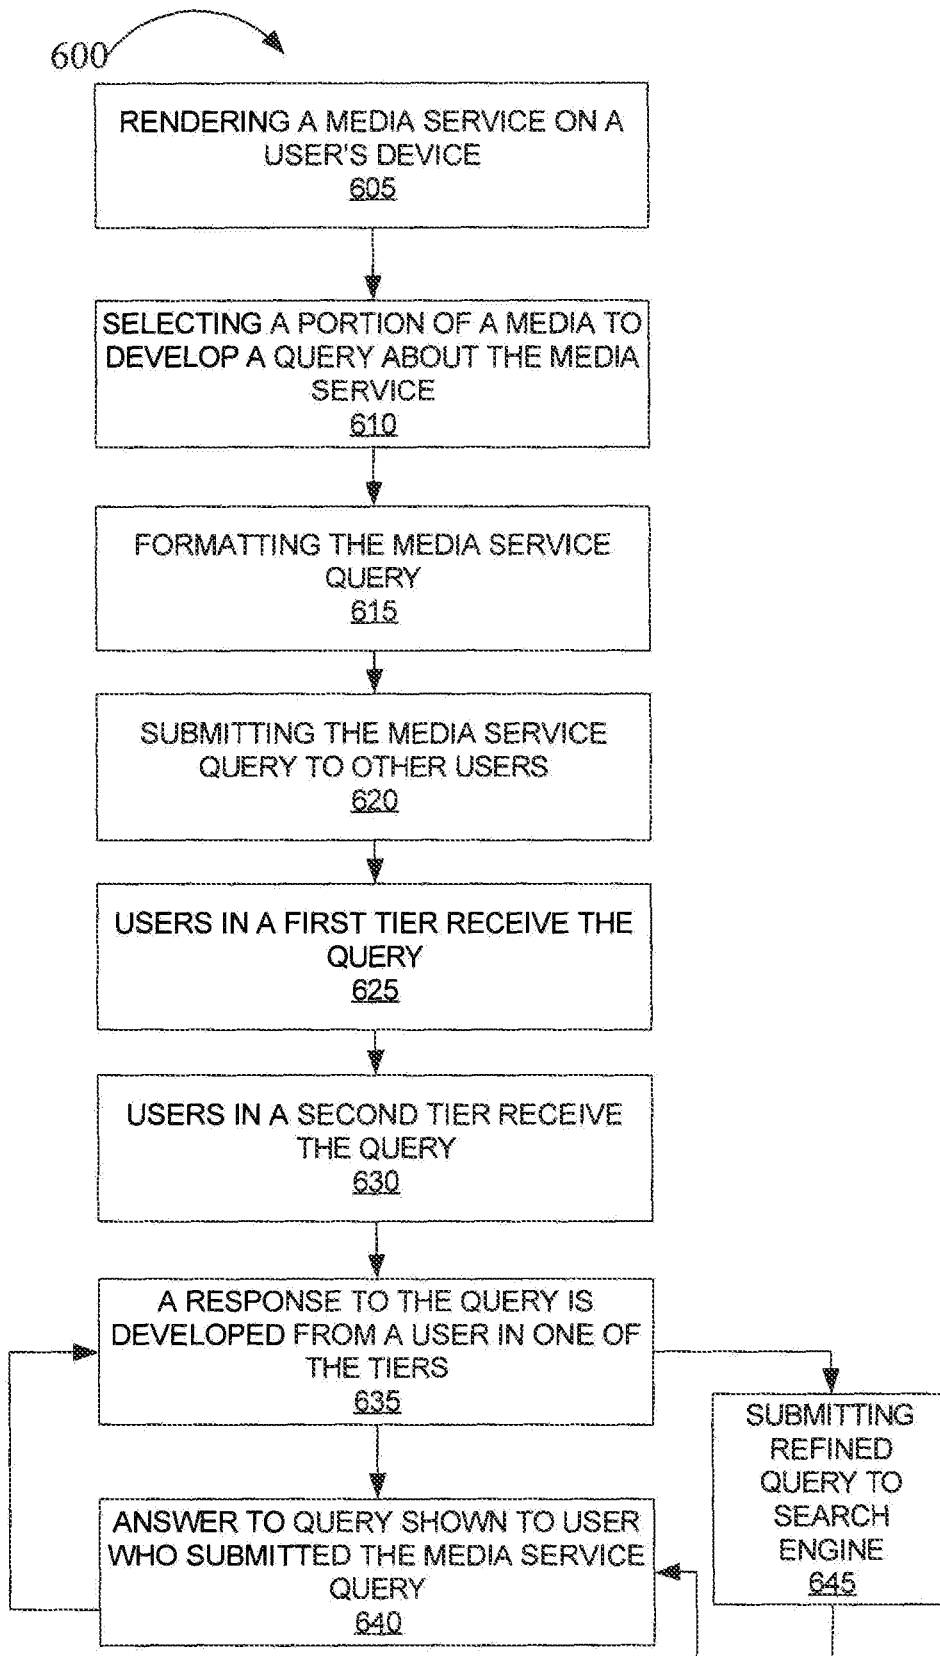 600
RENDERING A MEDIA SERVICE ON A
USER'S DEVICE
605
SELECTING A PORTION OF A MEDIA TO
DEVELOP A QUERY ABOUT THE MEDIA
SERVICE
610
FORMATTING THE MEDIA SERVICE
QUERY
615
SUBMITTING THE MEDIA SERVICE
QUERY TO OTHER USERS
620
USERS IN A FIRST TIER RECEIVE THE
QUERY
625
USERS IN A SECOND TIER RECEIVE
THE QUERY
630
A RESPONSE TO THE QUERY IS
DEVELOPED FROM A USER IN ONE OF
THE TIERS
635
SUBMITTING
REFINED
QUERY TO
SEARCH
ENGINE
645
ANSWER TO QUERY SHOWN TO USER
WHO SUBMITTED THE MEDIA SERVICE
QUERY
640